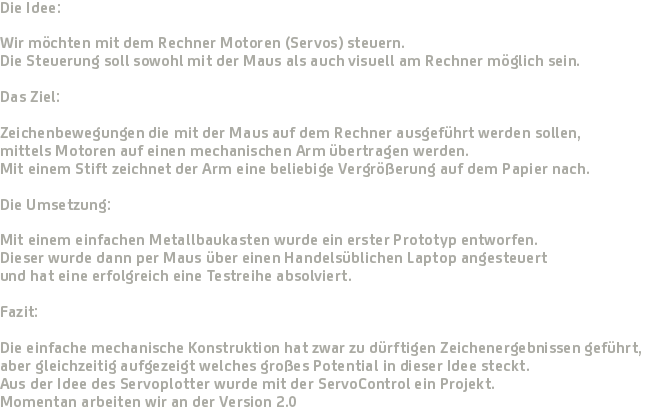 Die Idee:
Wir möchten mit dem Rechner Motoren (Servos) steuern.
Die Steuerung soll sowohl mit der Maus als auch visuell am Rechner möglich sein.
Das Ziel:
Zeichenbewegungen die mit der Maus auf dem Rechner ausgeführt werden sollen,
mittels Motoren auf einen mechanischen Arm übertragen werden.
Mit einem Stift zeichnet der Arm eine beliebige Vergrößerung auf dem Papier nach.
Die Umsetzung:
Mit einem einfachen Metallbaukasten wurde ein erster Prototyp entworfen.
Dieser wurde dann per Maus über einen Handelsüblichen Laptop angesteuert
und hat eine erfolgreich eine Testreihe absolviert.
Fazit:
Die einfache mechanische Konstruktion hat zwar zu dürftigen Zeichenergebnissen geführt,
aber gleichzeitig aufgezeigt welches großes Potential in dieser Idee steckt.
Aus der Idee des Servoplotter wurde mit der ServoControl ein Projekt.
Momentan arbeiten wir an der Version 2.0